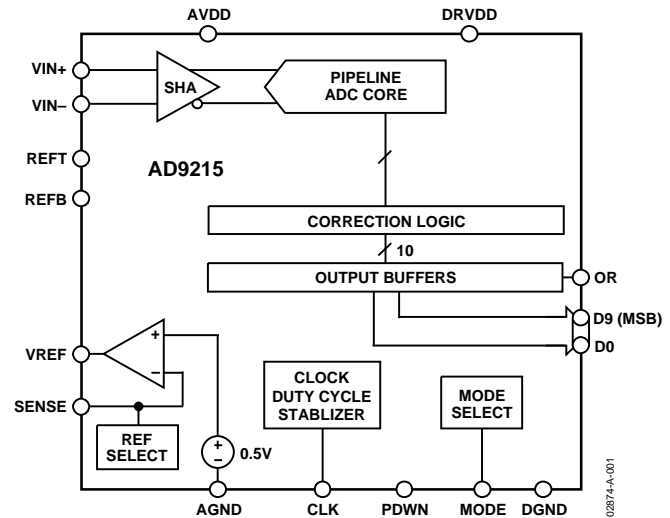 AVDD
DRVDD
VIN+
VIN–
SHA
PIPELINE
ADC CORE
REFT
REFB
AD9215
CORRECTION LOGIC
10
OUTPUT BUFFERS
OR
D9 (MSB)
D0
VREF
+
–
SENSE
REF
SELECT
+
–
0.5V
CLOCK
DUTY CYCLE
STABLIZER
MODE
SELECT
AGND
CLK
PDWN
MODE
DGND
02874-A-001